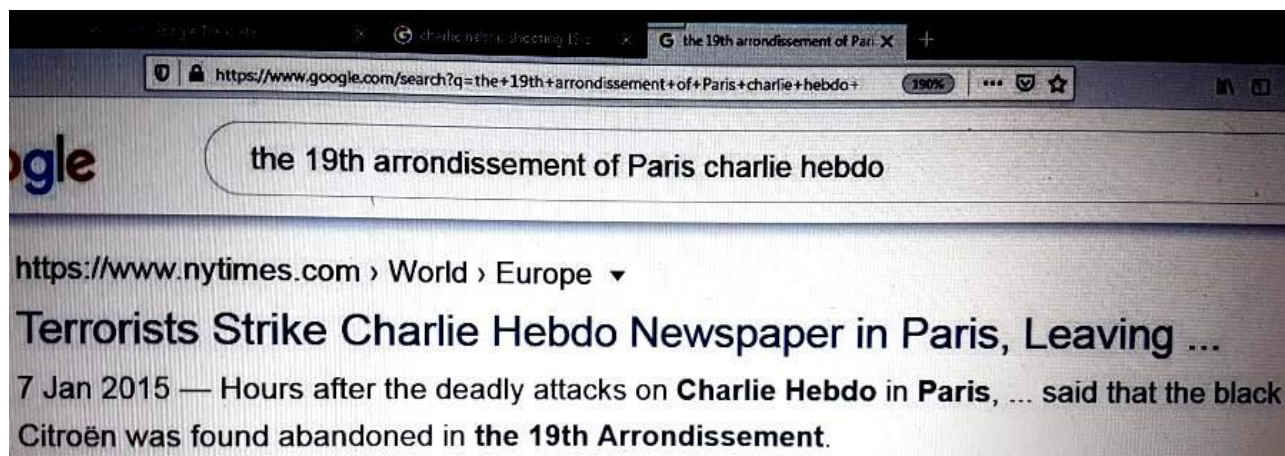 the 19th arrondissement of Pari
https://www.google.com/search?q=the+19th+arrondissement+of+Paris+charlie+hebdo+ 190%
gle
the 19th arrondissement of Paris charlie hebdo
https://www.nytimes.com › World › Europe
Terrorists Strike Charlie Hebdo Newspaper in Paris, Leaving ...
7 Jan 2015 — Hours after the deadly attacks on Charlie Hebdo in Paris, ... said that the black
Citroën was found abandoned in the 19th Arrondissement.